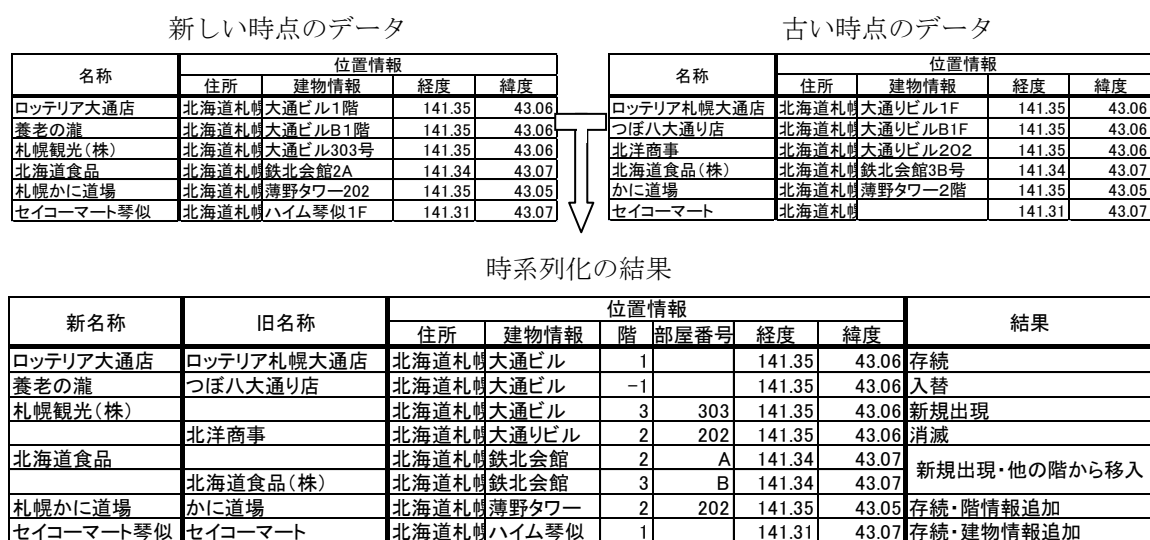 新しい時点のデータ
名称 位置情報
住所 建物情報 経度 緯度
ロッテリア大通店 北海道札幌 大通ビル1階 141.35 43.06
養老の瀧 北海道札幌 大通ビルB1階 141.35 43.06
札幌観光(株) 北海道札幌 大通ビル303号 141.35 43.06
北海道食品 北海道札幌 鉄北会館2A 141.34 43.07
札幌かに道場 北海道札幌 薄野タワー202 141.35 43.05
セイコーマート琴似 北海道札幌 ハイム琴似1F 141.31 43.07
古い時点のデータ
名称 位置情報
住所 建物情報 経度 緯度
ロッテリア札幌大通店 北海道札幌 大通りビル1F 141.35 43.06
つぼ八大通り店 北海道札幌 大通りビルB1F 141.35 43.06
北洋商事 北海道札幌 大通りビル202 141.35 43.06
北海道食品(株) 北海道札幌 鉄北会館3B号 141.34 43.07
かに道場 北海道札幌 薄野タワー2階 141.35 43.05
セイコーマート 北海道札幌 141.31 43.07
時系列化の結果
新名称 旧名称 位置情報 結果
住所 建物情報 階 部屋番号 経度 緯度
ロッテリア大通店 ロッテリア札幌大通店 北海道札幌 大通ビル 1 141.35 43.06 存続
養老の瀧 つぼ八大通り店 北海道札幌 大通ビル -1 141.35 43.06 入替
札幌観光(株) 北海道札幌 大通ビル 3 303 141.35 43.06 新規出現
北洋商事 北海道札幌 大通りビル 2 202 141.35 43.06 消滅
北海道食品 北海道札幌 鉄北会館 2 A 141.34 43.07 新規出現・他の階から移入
北海道食品(株) 北海道札幌 鉄北会館 3 B 141.34 43.07
札幌かに道場 かに道場 北海道札幌 薄野タワー 2 202 141.35 43.05 存続・階情報追加
セイコーマート琴似 セイコーマート 北海道札幌 ハイム琴似 1 141.31 43.07 存続・建物情報追加